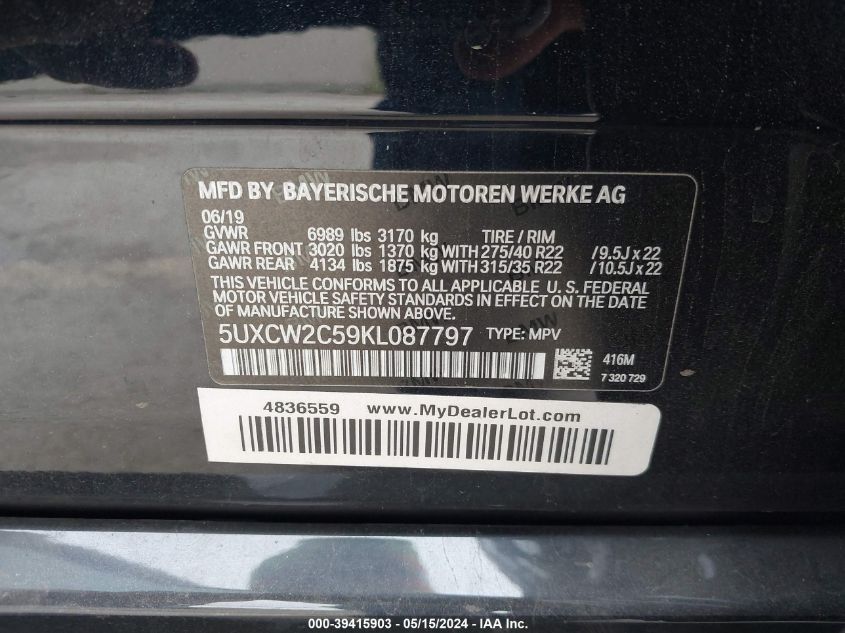 MFD BY BAYERISCHE MOTOREN WERKE AG
06/19
GVWR 6989 lbs 3170 kg TIRE / RIM
GAWR FRONT 3020 lbs 1370 kg WITH 275/40 R22 /9.5J x 22
GAWR REAR 4134 lbs 1875 kg WITH 315/35 R22 /10.5J x 22
THIS VEHICLE CONFORMS TO ALL APPLICABLE U. S. FEDERAL
MOTOR VEHICLE SAFETY STANDARDS IN EFFECT ON THE DATE
OF MANUFACTURE SHOWN ABOVE.
5UXCW2C59KL087797 TYPE: MPV
416M
7 320 729
4836559 www.MyDealerLot.com
000-39415903 - 05/15/2024 - IAA Inc.